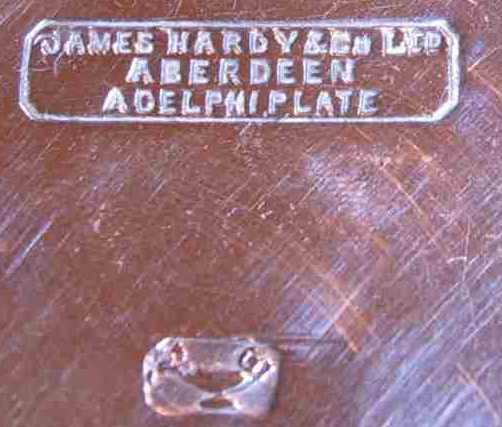 JAMES HARDY & Co LTD
ABERDEEN
ADELPHI PLATE